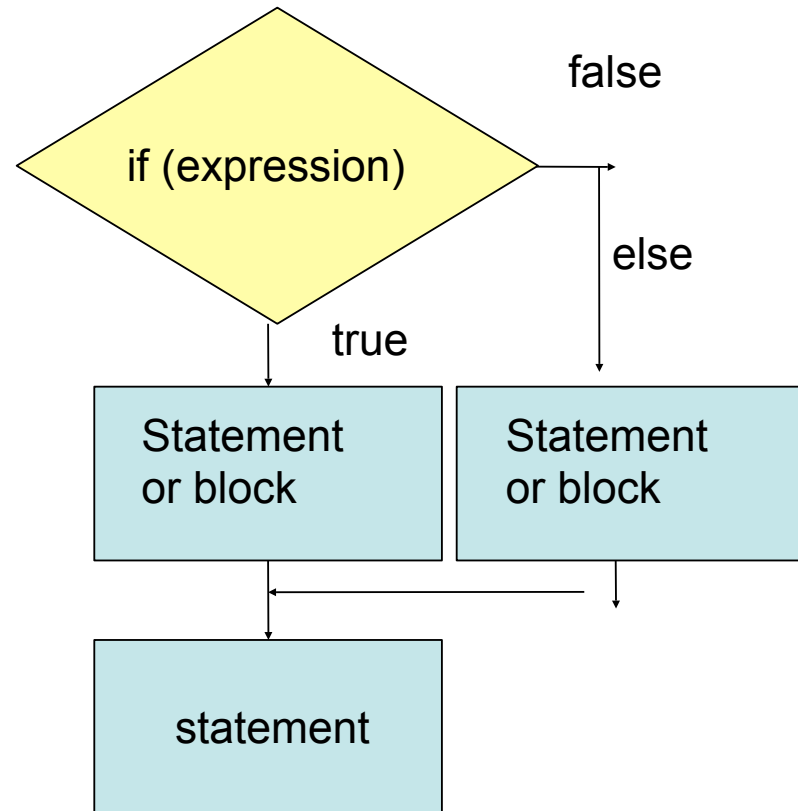 false
if (expression)
else
true
Statement
or block
Statement
or block
statement